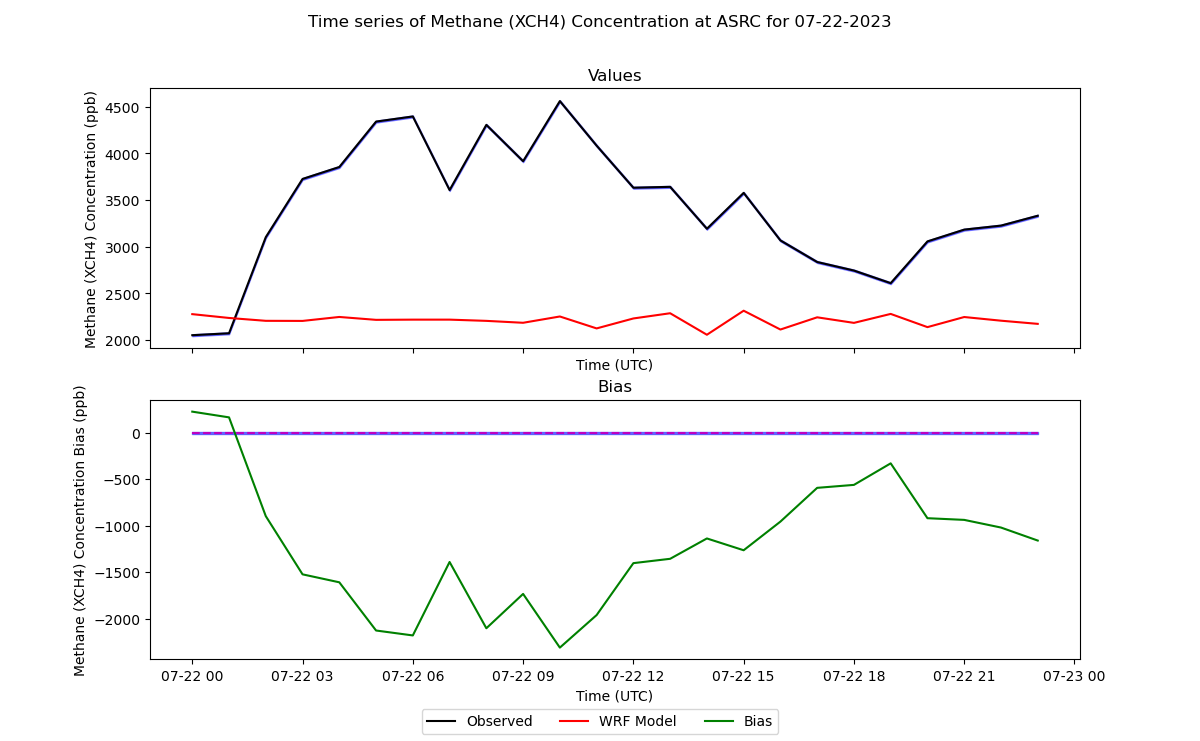 Time series of Methane (XCH4) Concentration at ASRC for 07-22-2023
Values
Methane (XCH4) Concentration (ppb)
4500
4000
3500
3000
2500
2000
Time (UTC)
Bias
Methane (XCH4) Concentration Bias (ppb)
0
−500
−1000
−1500
−2000
07-22 00 07-22 03 07-22 06 07-22 09 07-22 12 07-22 15 07-22 18 07-22 21 07-23 00
Time (UTC)
Observed WRF Model Bias